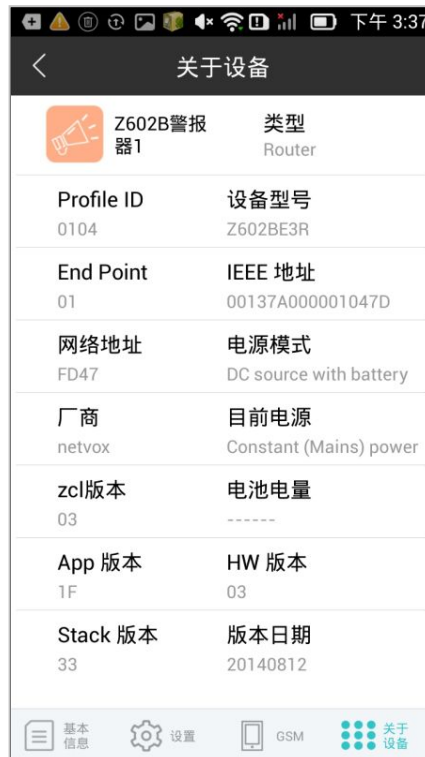 下午 3:37
关于设备
Z602B警报
器1
类型
Router
Profile ID
设备型号
0104
Z602BE3R
End Point
IEEE 地址
01
00137A000001047D
网络地址
电源模式
FD47
DC source with battery
厂商
目前电源
netvox
Constant (Mains) power
zcl版本
电池电量
03
------
App 版本
HW 版本
1F
03
Stack 版本
版本日期
33
20140812
基本
信息
设置
GSM
关于
设备